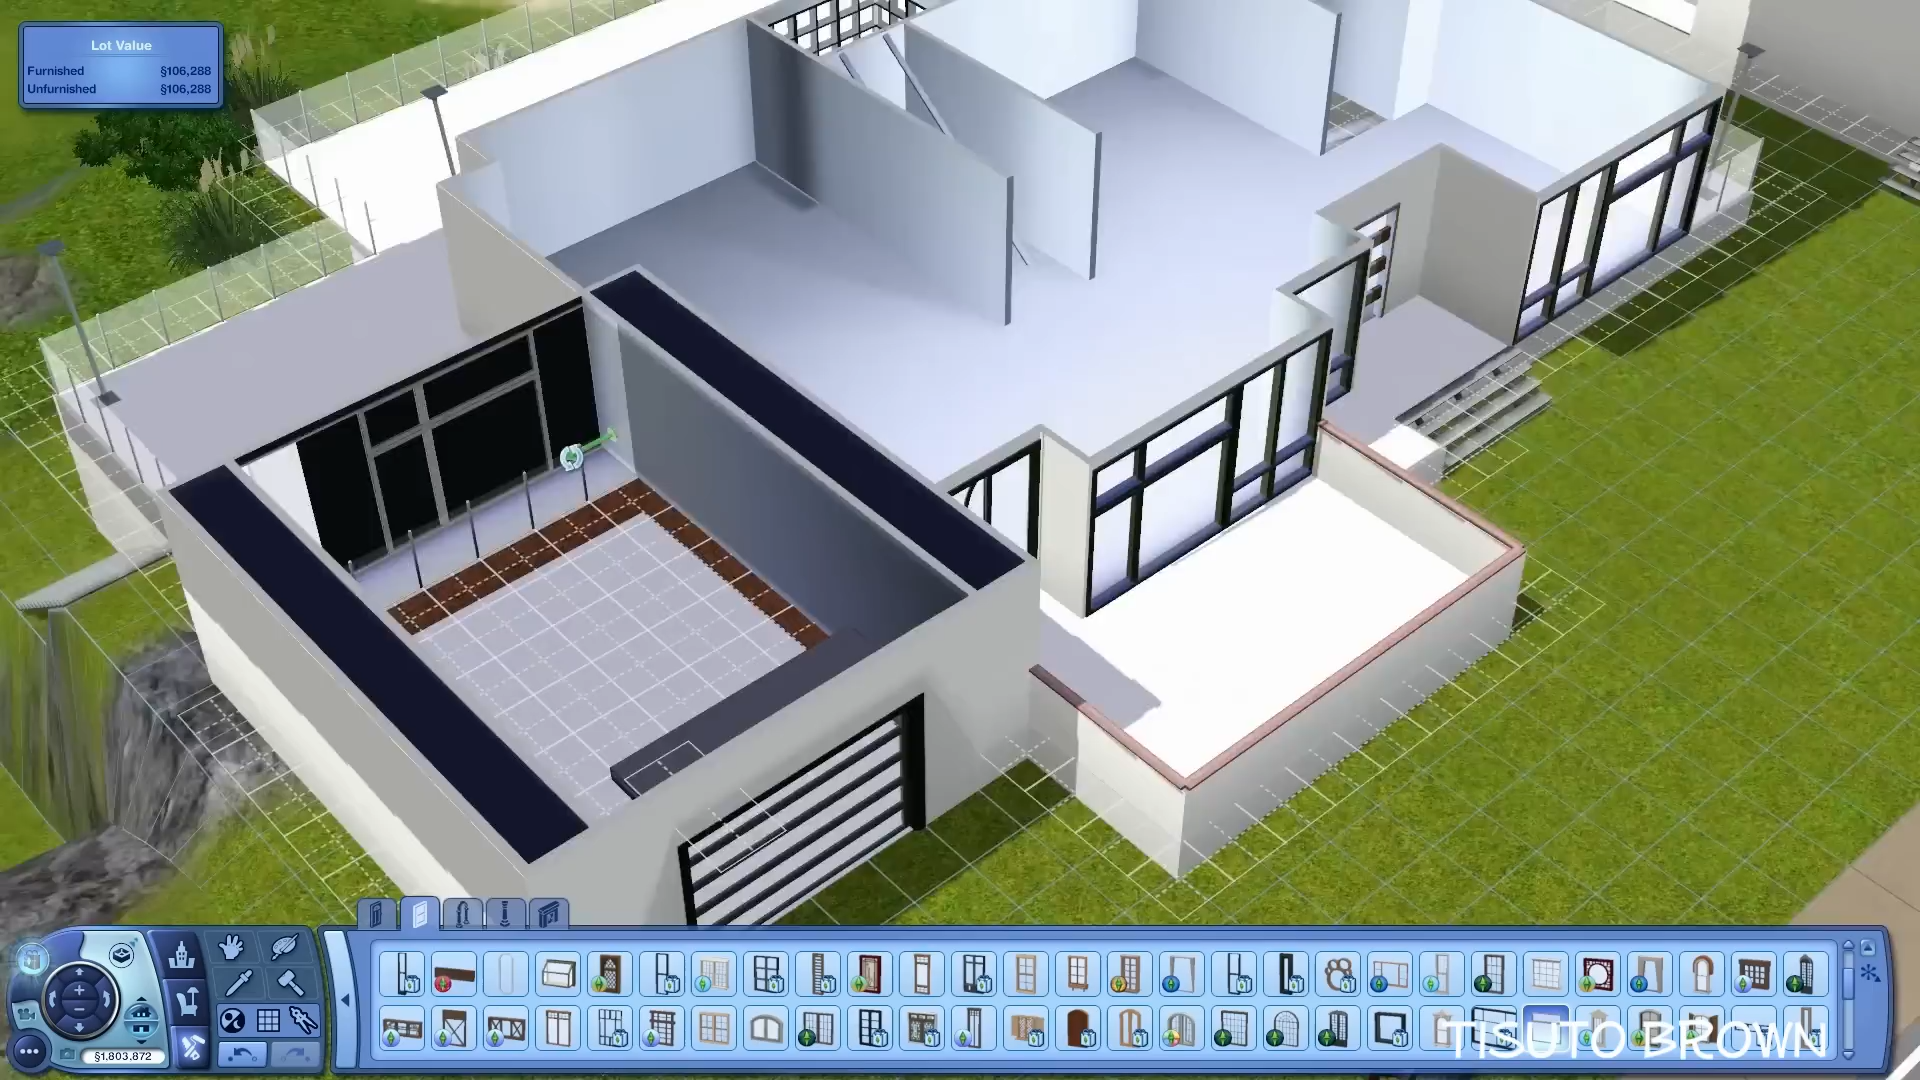 Lot Value
Furnished §106,288
Unfurnished §106,288
§1,803,872
TISUTO BROWN